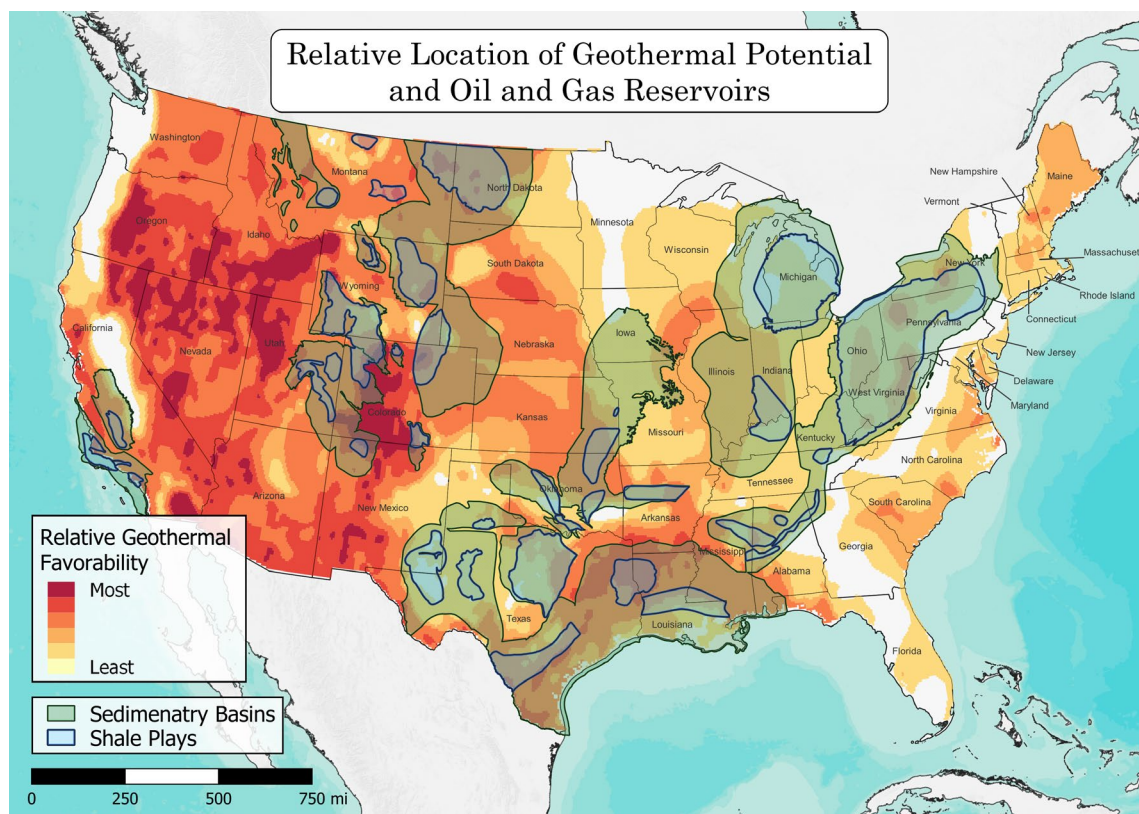 Relative Location of Geothermal Potential
and Oil and Gas Reservoirs
Washington
Montana
North Dakota
Minnesota
New Hampshire
Maine
Vermont
Oregon
Idaho
Wisconsin
Michigan
New York
Massachuset
South Dakota
Wyoming
Rhode Island
California
Connecticut
Pennsylvania
Iowa
Nevada
Utah
Nebraska
Ohio
New Jersey
Illinois
Indiana
Delaware
West Virginia
Maryland
Colorado
Kansas
Virginia
Missouri
Kentucky
North Carolina
Tennessee
Arizona
Oklahoma
New Mexico
South Carolina
Arkansas
Georgia
Mississippi
Alabama
Texas
Louisiana
Florida
Relative Geothermal
Favorability
Most
Least
Sedimenatry Basins
Shale Plays
0 250 500 750 mi